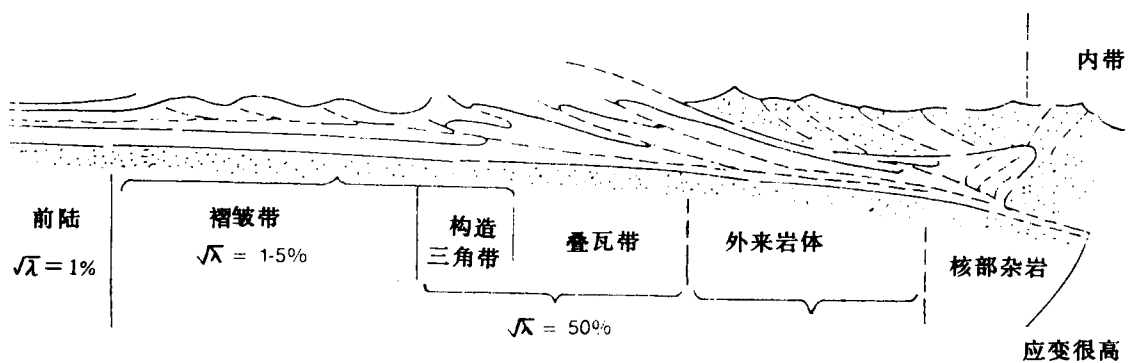 内带
前陆
√λ = 1%
褶皱带
√λ = 1-5%
构造
三角带
叠瓦带
√λ = 50%
外来岩体
核部杂岩
应变很高